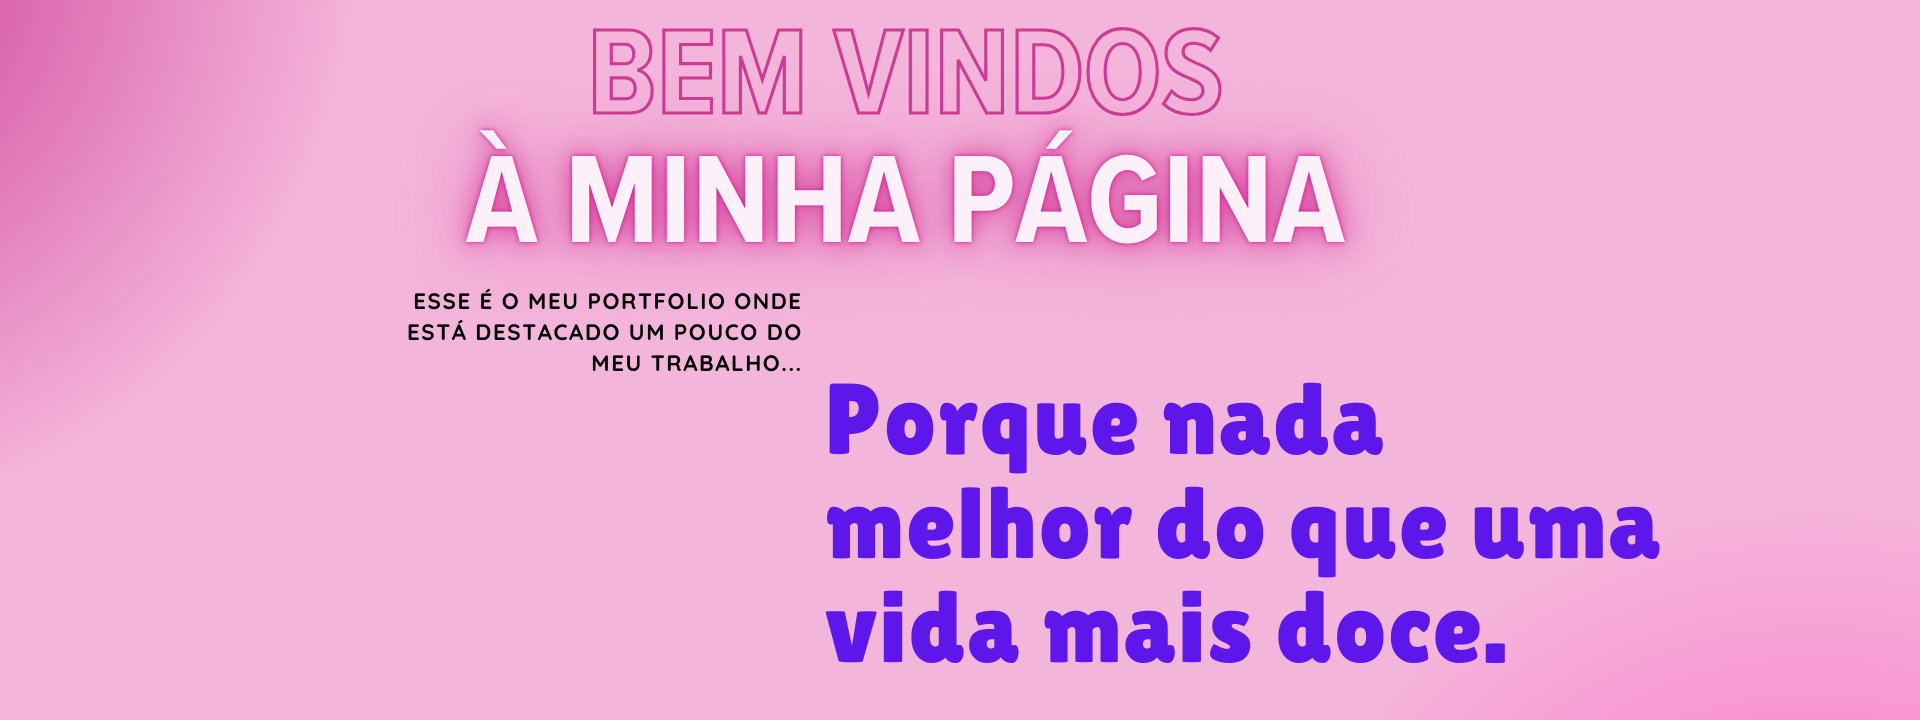 BEM VINDOS
À MINHA PÁGINA
ESSE É O MEU PORTFOLIO ONDE
ESTÁ DESTACADO UM POUCO DO
MEU TRABALHO...
Porque nada
melhor do que uma
vida mais doce.